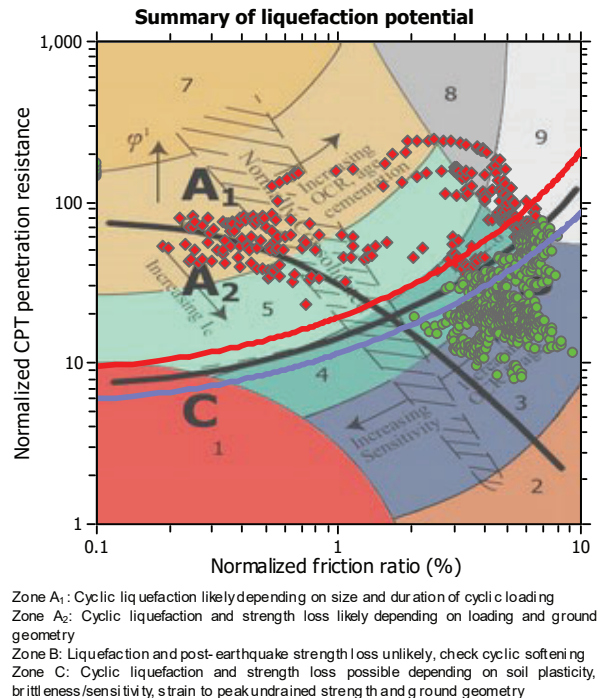 Summary of liquefaction potential
1,000
100
10
1
Normalized CPT penetration resistance
0.1
1
10
Normalized friction ratio (%)
7
8
9
φ'
A1
A2
C
5
4
3
1
2
Increasing
OCR, age,
cementation
Increasing Ic
Increasing
Sensitivity
Zone A1: Cyclic liquefaction likely depending on size and duration of cyclic loading
Zone A2: Cyclic liquefaction and strength loss likely depending on loading and ground
geometry
Zone B: Liquefaction and post-earthquake strength loss unlikely, check cyclic softening
Zone C: Cyclic liquefaction and strength loss possible depending on soil plasticity,
brittleness/sensitivity, strain to peak undrained strength and ground geometry